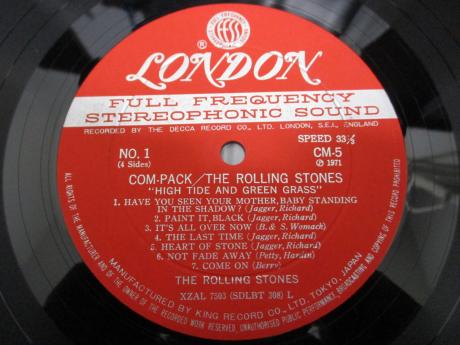 FULL FREQUENCY
FFSS
®
LONDON
FULL FREQUENCY
STEREOPHONIC SOUND
RECORDED BY THE DECCA RECORD CO., LTD. LONDON, S.E.I., ENGLAND
NO. 1
(4 Sides)
SPEED 33⅓
CM-5
℗ 1971
COM-PACK/THE ROLLING STONES
"HIGH TIDE AND GREEN GRASS"
1. HAVE YOU SEEN YOUR MOTHER, BABY STANDING
IN THE SHADOW? (Jagger, Richard)
2. PAINT IT, BLACK (Jagger, Richard)
3. IT'S ALL OVER NOW (B. & S. Womach)
4. THE LAST TIME (Jagger, Richard)
5. HEART OF STONE (Jagger, Richard)
6. NOT FADE AWAY (Petty, Hardin)
7. COME ON (Berry)
THE ROLLING STONES
XZAL 7503 (SDLBT 308) L
MANUFACTURED BY KING RECORD CO., LTD. TOKYO, JAPAN
ALL RIGHTS OF THE MANUFACTURER AND OF THE OWNER OF THE RECORDED WORK RESERVED. UNAUTHORISED PUBLIC PERFORMANCE, BROADCASTING AND COPYING OF THIS RECORD PROHIBITED